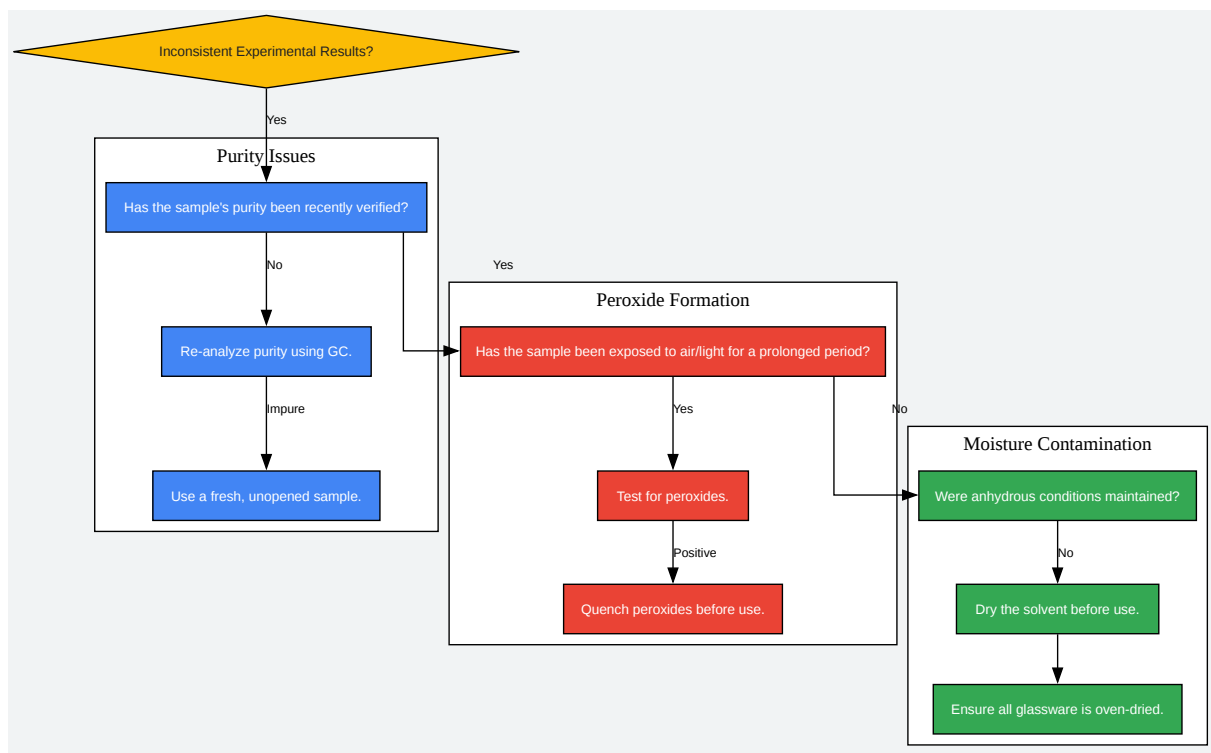 Inconsistent Experimental Results?
Yes
Purity Issues
Has the sample's purity been recently verified?
No
Yes
Re-analyze purity using GC.
Impure
Use a fresh, unopened sample.
Peroxide Formation
Has the sample been exposed to air/light for a prolonged period?
Yes
No
Test for peroxides.
Positive
Quench peroxides before use.
Moisture Contamination
Were anhydrous conditions maintained?
No
Dry the solvent before use.
Ensure all glassware is oven-dried.